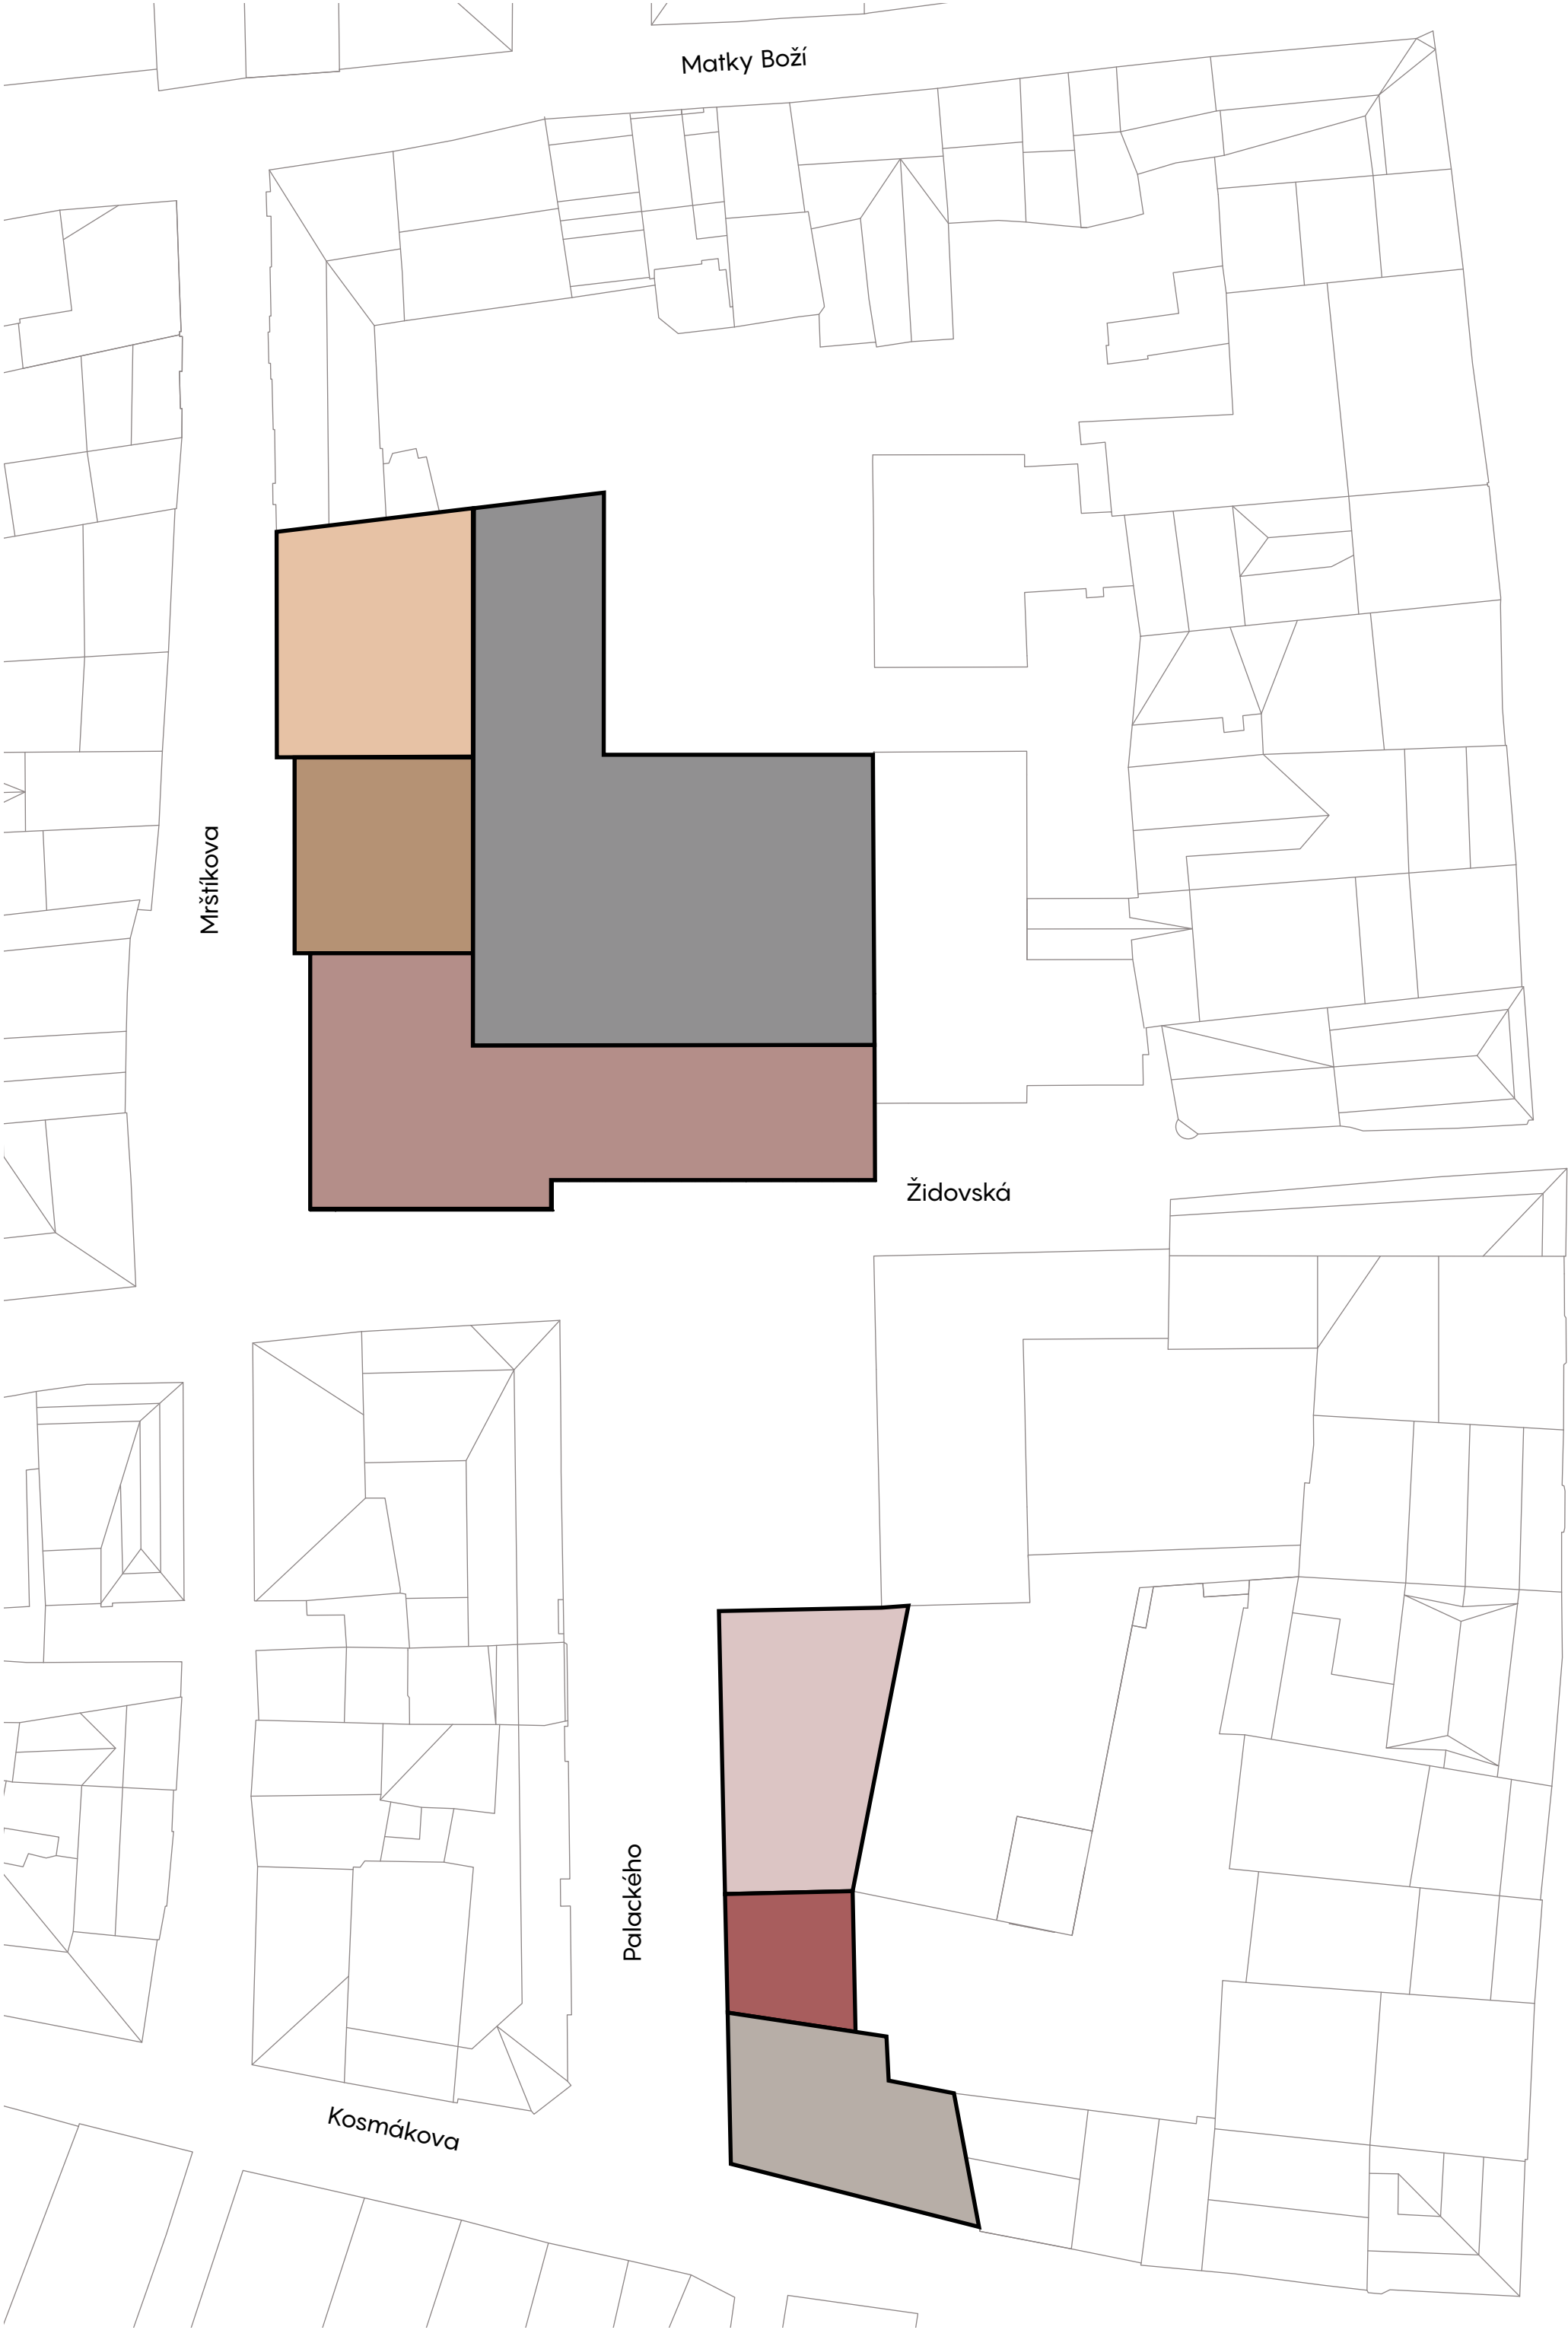 Matky Boží
Mrštíkova
Židovská
Palackého
Kosmákova